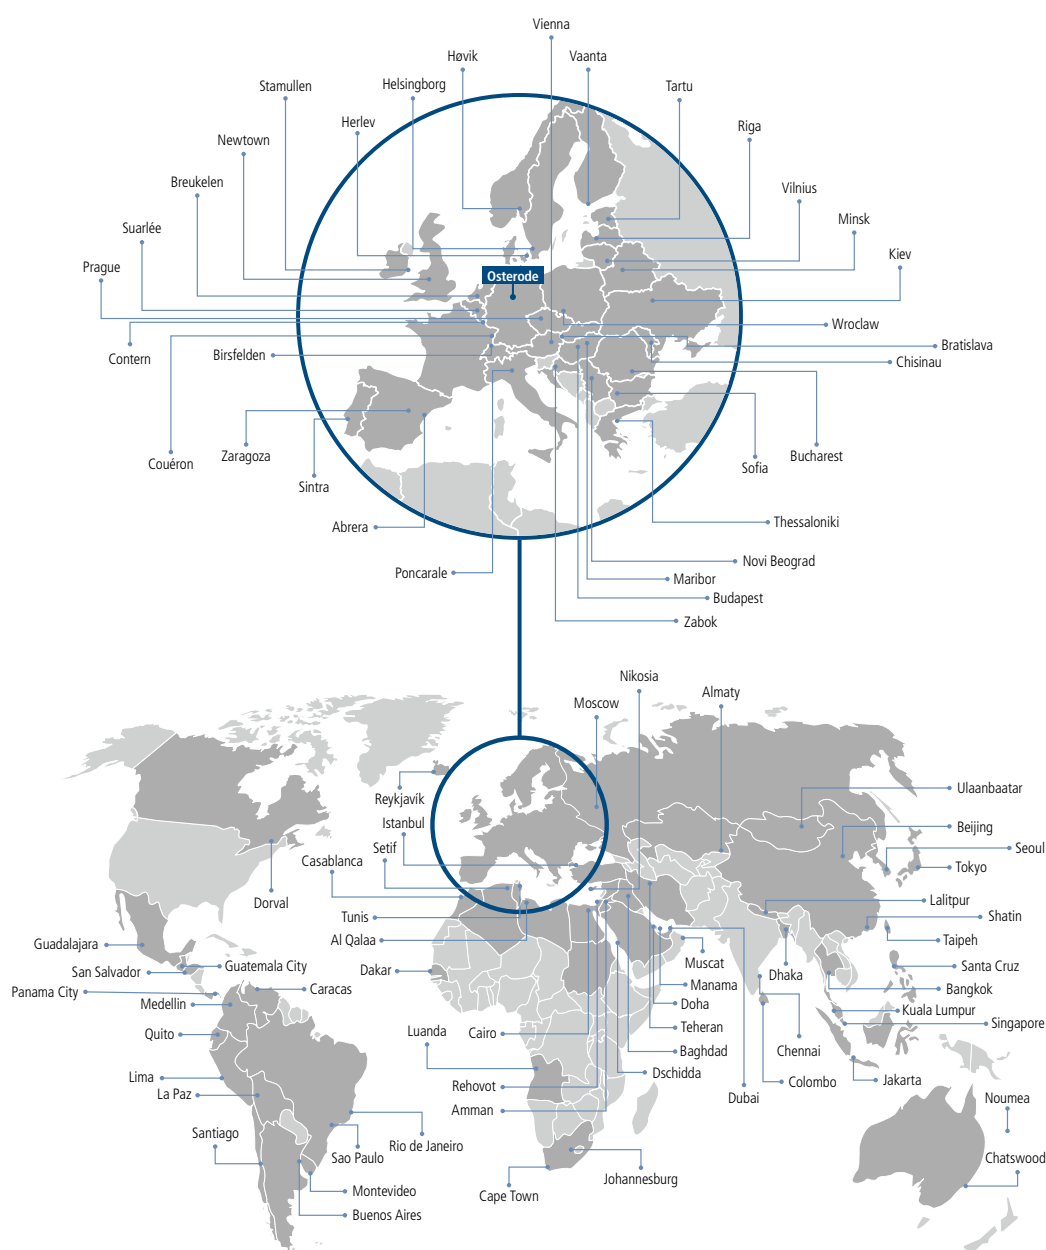 Vienna
Høvik
Vaanta
Stamullen
Helsingborg
Tartu
Herlev
Riga
Newtown
Breukelen
Vilnius
Suarlée
Minsk
Prague
Kiev
Osterode
Wroclaw
Contern
Birsfelden
Bratislava
Chisinau
Couéron
Zaragoza
Sofia
Bucharest
Sintra
Abrera
Thessaloniki
Poncarale
Novi Beograd
Maribor
Budapest
Zabok
Nikosia
Moscow
Almaty
Reykjavík
Ulaanbaatar
Istanbul
Beijing
Setif
Seoul
Casablanca
Tokyo
Dorval
Lalitpur
Tunis
Shatin
Guadalajara
Al Qalaa
Taipeh
San Salvador
Guatemala City
Dakar
Muscat
Dhaka
Santa Cruz
Panama City
Caracas
Manama
Bangkok
Medellin
Doha
Kuala Lumpur
Quito
Luanda
Cairo
Teheran
Singapore
Baghdad
Chennai
Lima
Dschidda
Colombo
Jakarta
La Paz
Rehovot
Dubai
Noumea
Amman
Santiago
Rio de Janeiro
Sao Paulo
Chatswood
Johannesburg
Montevideo
Cape Town
Buenos Aires